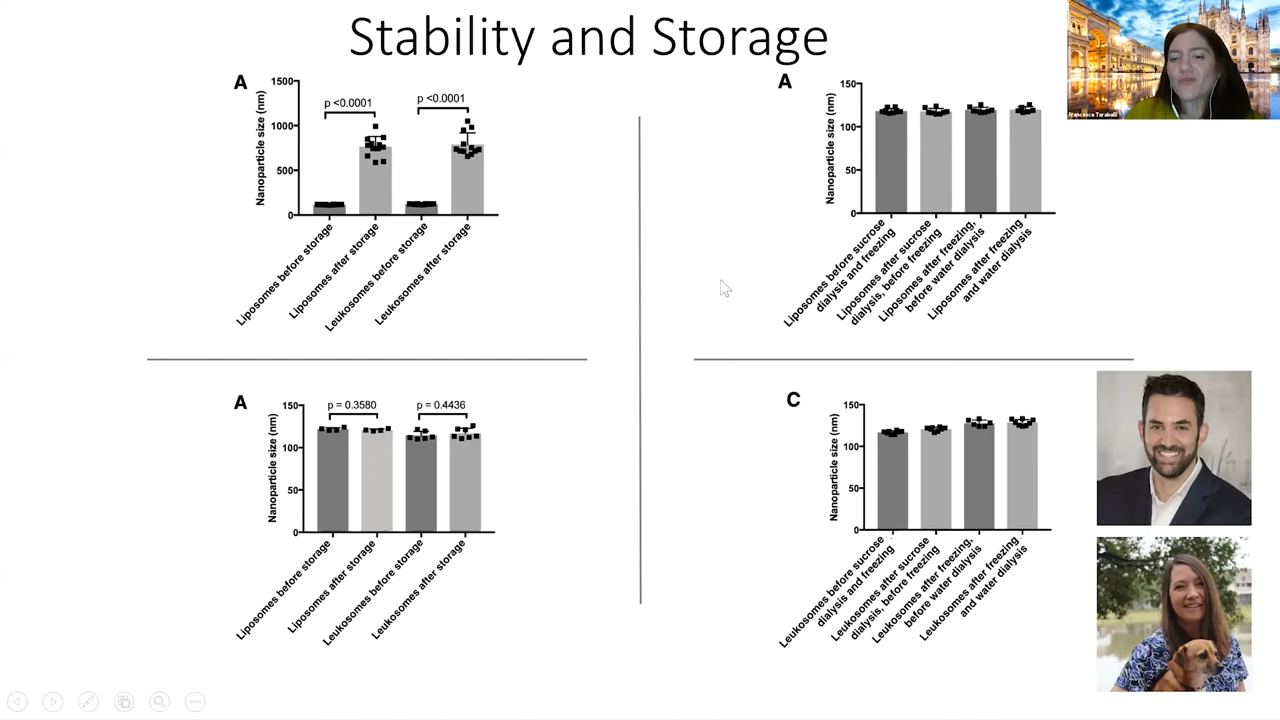 Stability and Storage
Francesca Taraballi
A
Nanoparticle size (nm)
1500
1000
500
0
p <0.0001
p <0.0001
Liposomes before storage
Liposomes after storage
Leukosomes before storage
Leukosomes after storage
A
Nanoparticle size (nm)
150
100
50
0
Liposomes before sucrose
dialysis and freezing
Liposomes after sucrose
dialysis, before freezing
Liposomes after freezing,
before water dialysis
Liposomes after freezing
and water dialysis
A
Nanoparticle size (nm)
150
100
50
0
p = 0.3580
p = 0.4436
Liposomes before storage
Liposomes after storage
Leukosomes before storage
Leukosomes after storage
C
Nanoparticle size (nm)
150
100
50
0
Leukosomes before sucrose
dialysis and freezing
Leukosomes after sucrose
dialysis, before freezing
Leukosomes after freezing,
before water dialysis
Leukosomes after freezing
and water dialysis